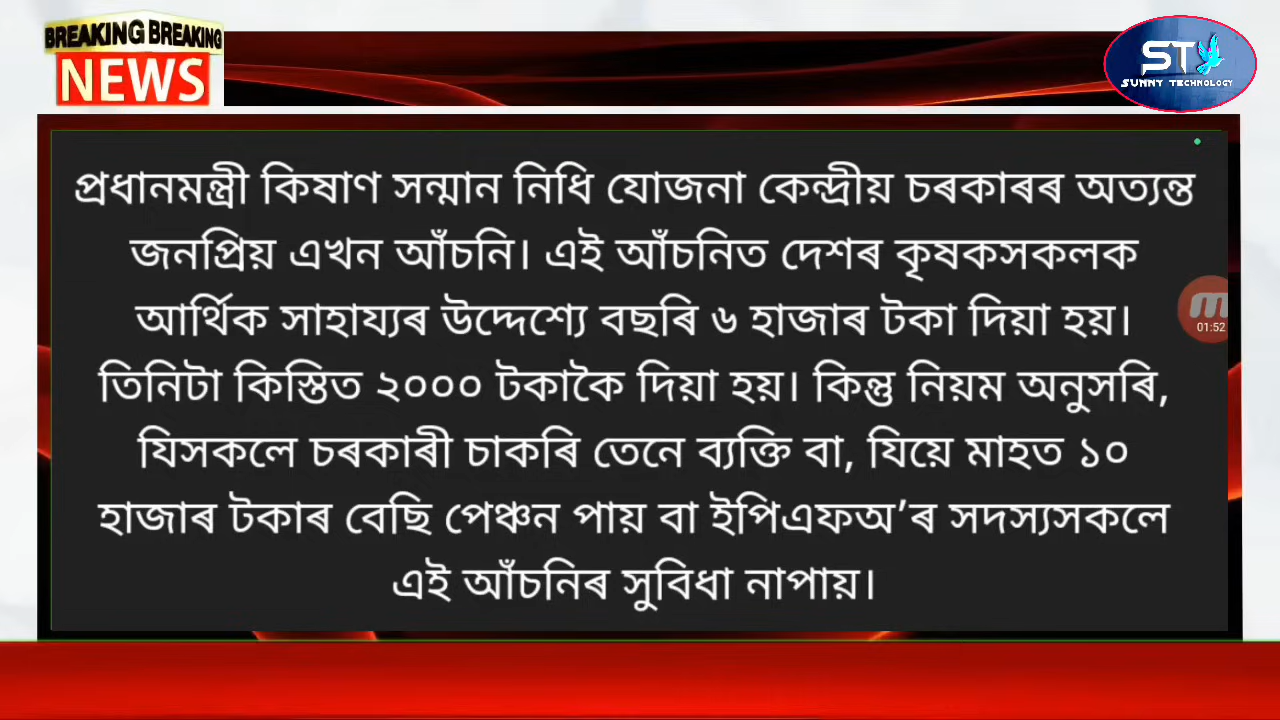 BREAKING BREAKING
NEWS
ST
SUNNY TECHNOLOGY
প্ৰধানমন্ত্ৰী কিষাণ সন্মান নিধি যোজনা কেন্দ্ৰীয় চৰকাৰৰ অত্যন্ত
জনপ্ৰিয় এখন আঁচনি। এই আঁচনিত দেশৰ কৃষকসকলক
আৰ্থিক সাহায্যৰ উদ্দেশ্যে বছৰি ৬ হাজাৰ টকা দিয়া হয়।
তিনিটা কিস্তিত ২০০০ টকাকৈ দিয়া হয়। কিন্তু নিয়ম অনুসৰি,
যিসকলে চৰকাৰী চাকৰি তেনে ব্যক্তি বা, যিয়ে মাহত ১০
হাজাৰ টকাৰ বেছি পেঞ্চন পায় বা ইপিএফঅ’ৰ সদস্যসকলে
এই আঁচনিৰ সুবিধা নাপায়।
01:52